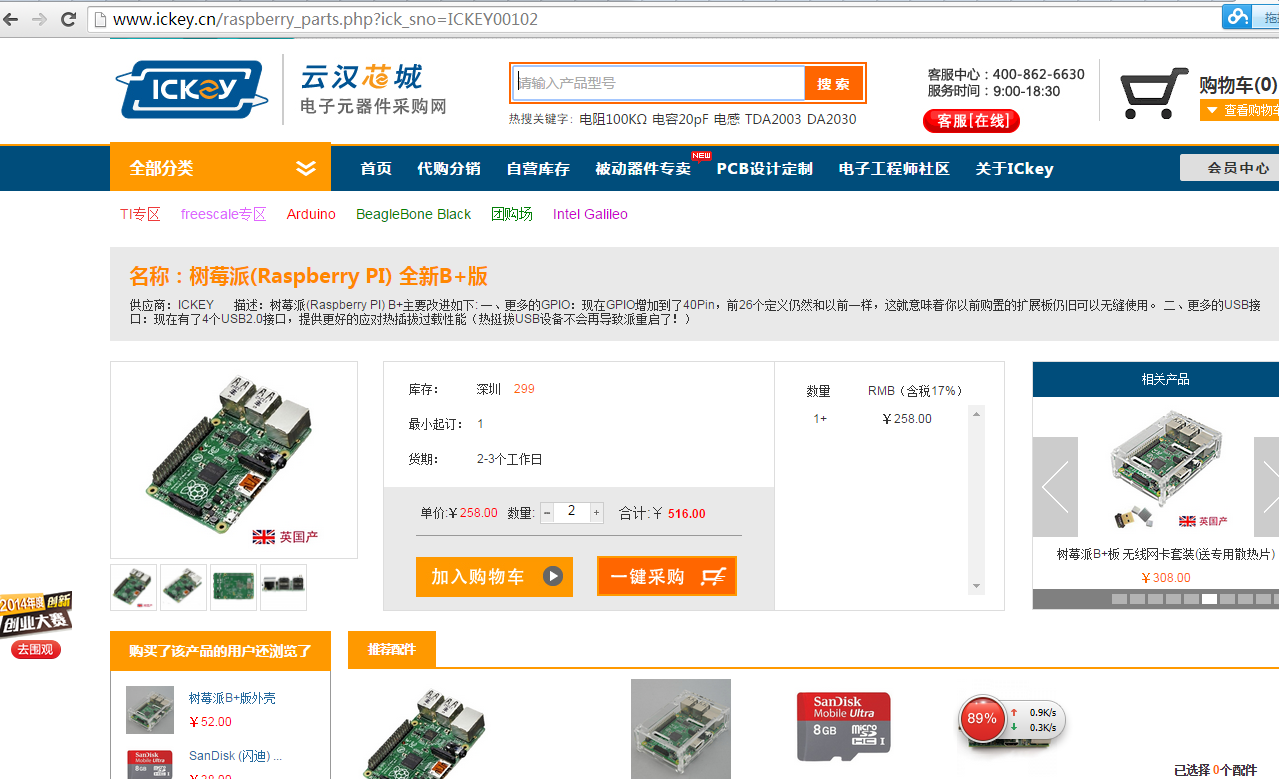 www.ickey.cn/raspberry_parts.php?ick_sno=ICKEY00102
拖
ICKEY
云汉芯城
电子元器件采购网
请输入产品型号
搜 索
热搜关键字: 电阻100KΩ 电容20pF 电感 TDA2003 DA2030
客服中心：400-862-6630
服务时间：9:00-18:30
客服[在线]
购物车(0)
查看购物车
全部分类
首页 代购分销 自营库存 被动器件专卖 NEW PCB设计定制 电子工程师社区 关于ICkey
会员中心
TI专区 freescale专区 Arduino BeagleBone Black 团购场 Intel Galileo
名称：树莓派(Raspberry PI) 全新B+版
供应商：ICKEY 描述：树莓派(Raspberry PI) B+主要改进如下: 一、更多的GPIO：现在GPIO增加到了40Pin，前26个定义仍然和以前一样，这就意味着你以前购置的扩展板仍旧可以无缝使用。 二、更多的USB接
口：现在有了4个USB2.0接口，提供更好的应对热插拔过载性能（热挺拔USB设备不会再导致派重启了！）
英国产
库存： 深圳 299
最小起订： 1
货期： 2-3个工作日
单价:￥258.00 数量: - 2 + 合计:￥ 516.00
加入购物车
一键采购
数量 RMB（含税17%）
1+ ￥258.00
相关产品
英国产
树莓派B+板 无线网卡套装(送专用散热片)
￥308.00
2014年度 创新
创业大赛
去围观
购买了该产品的用户还浏览了
树莓派B+版外壳
￥52.00
SanDisk
8GB
SanDisk (闪迪) ...
推荐配件
SanDisk
Mobile Ultra
8GB
micro
SD
HC I
89%
0.9K/s
0.3K/s
已选择 0个配件